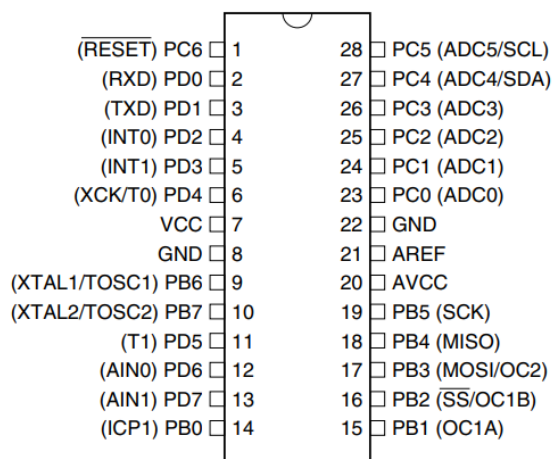 (RESET) PC6 1 28 PC5 (ADC5/SCL)
(RXD) PD0 2 27 PC4 (ADC4/SDA)
(TXD) PD1 3 26 PC3 (ADC3)
(INT0) PD2 4 25 PC2 (ADC2)
(INT1) PD3 5 24 PC1 (ADC1)
(XCK/T0) PD4 6 23 PC0 (ADC0)
VCC 7 22 GND
GND 8 21 AREF
(XTAL1/TOSC1) PB6 9 20 AVCC
(XTAL2/TOSC2) PB7 10 19 PB5 (SCK)
(T1) PD5 11 18 PB4 (MISO)
(AIN0) PD6 12 17 PB3 (MOSI/OC2)
(AIN1) PD7 13 16 PB2 (SS/OC1B)
(ICP1) PB0 14 15 PB1 (OC1A)